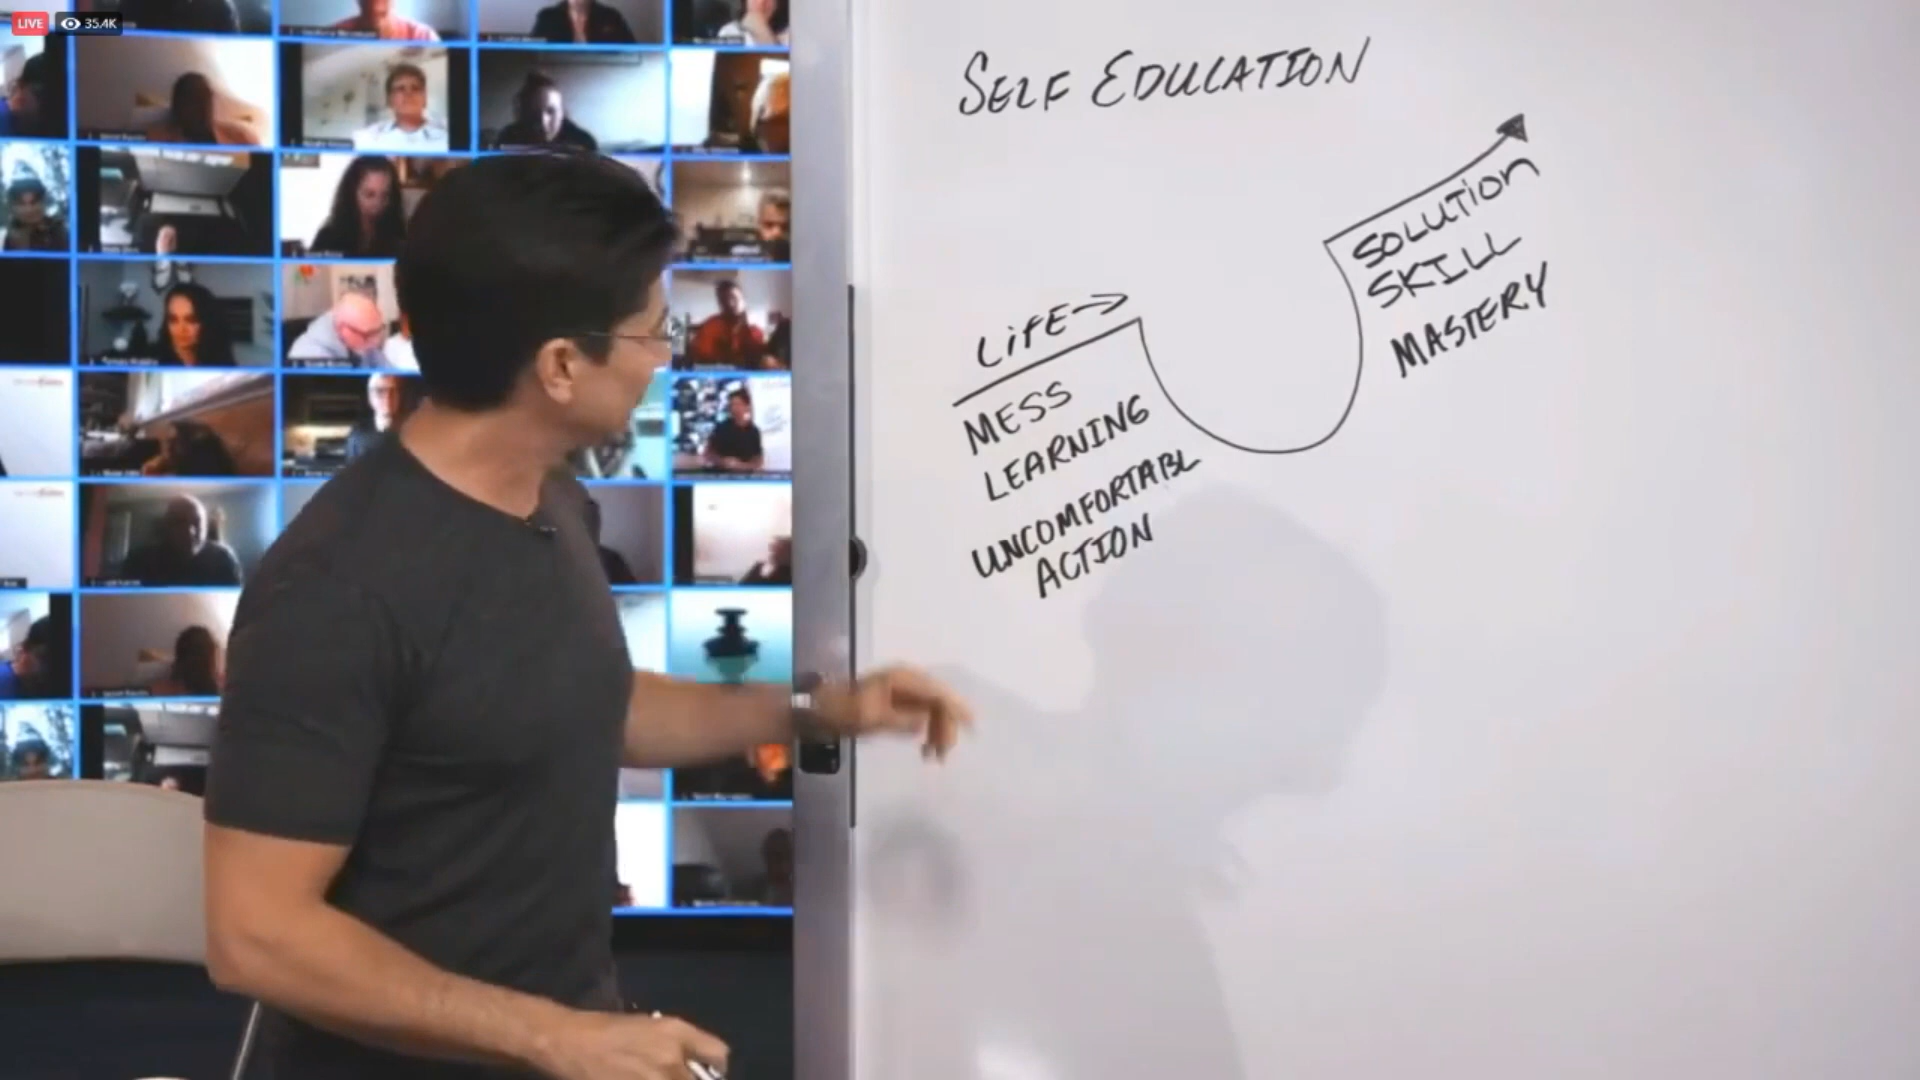 LIVE 35.4K
SELF EDUCATION
LIFE→
MESS
LEARNING
UNCOMFORTABL
ACTION
SOLUTION
SKILL
MASTERY